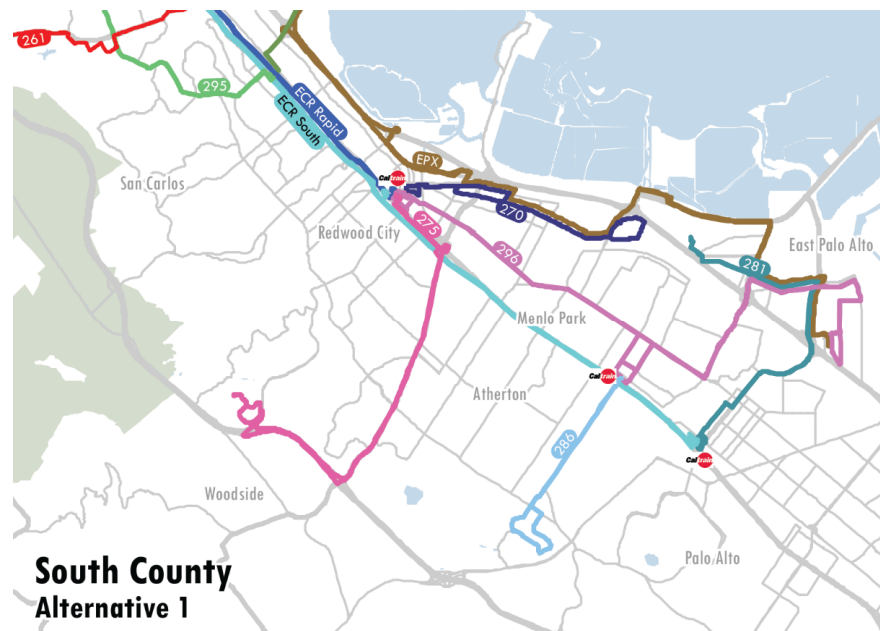 261
295
ECR Rapid
ECR South
San Carlos
EPX
Caltrain
270
275
Redwood City
296
East Palo Alto
281
Menlo Park
Caltrain
Atherton
286
Caltrain
Woodside
Palo Alto
South County
Alternative 1